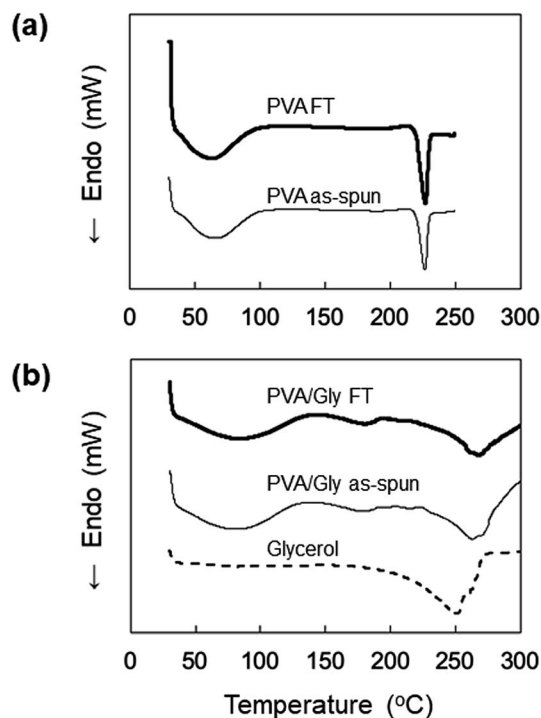 (a)
← Endo (mW)
PVA FT
PVA as-spun
0 50 100 150 200 250 300
(b)
← Endo (mW)
PVA/Gly FT
PVA/Gly as-spun
Glycerol
0 50 100 150 200 250 300
Temperature (°C)